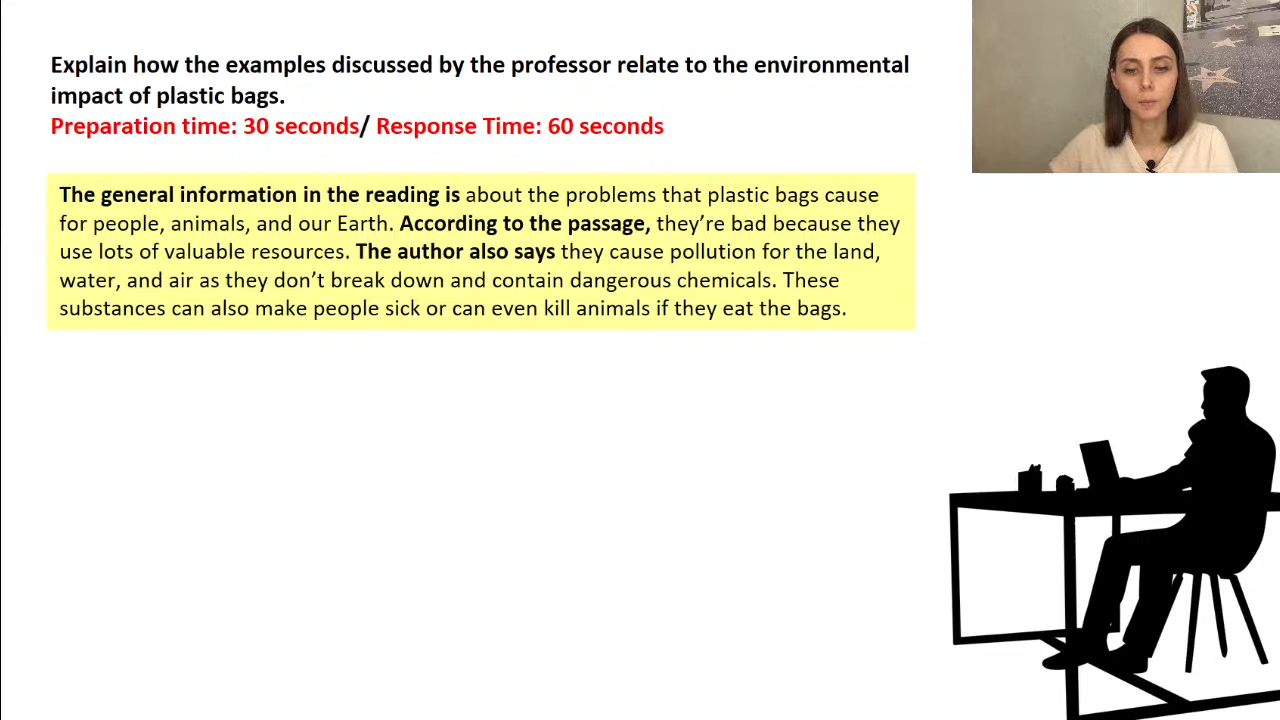 Explain how the examples discussed by the professor relate to the environmental
impact of plastic bags.
Preparation time: 30 seconds/ Response Time: 60 seconds
The general information in the reading is about the problems that plastic bags cause
for people, animals, and our Earth. According to the passage, they’re bad because they
use lots of valuable resources. The author also says they cause pollution for the land,
water, and air as they don’t break down and contain dangerous chemicals. These
substances can also make people sick or can even kill animals if they eat the bags.